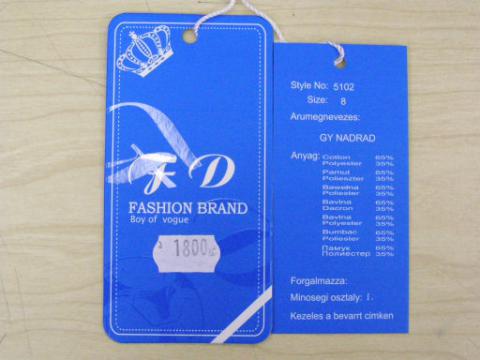 F D
FASHION BRAND
Boy of vogue
1800
Style No: 5102
Size: 8
Arumegnevezes:
GY NADRAD
Anyag: Cotton 65%
Polyester 35%
Pamut 65%
Polieszter 35%
Bawelna 65%
Poliester 35%
Bavlna 65%
Dacron 35%
Bavlna 65%
Polyester 35%
Bumbac 65%
Poliester 35%
Памук 65%
Полиестер 35%
Forgalmazza:
Minosegi osztaly: I.
Kezeles a bevarrt cimken